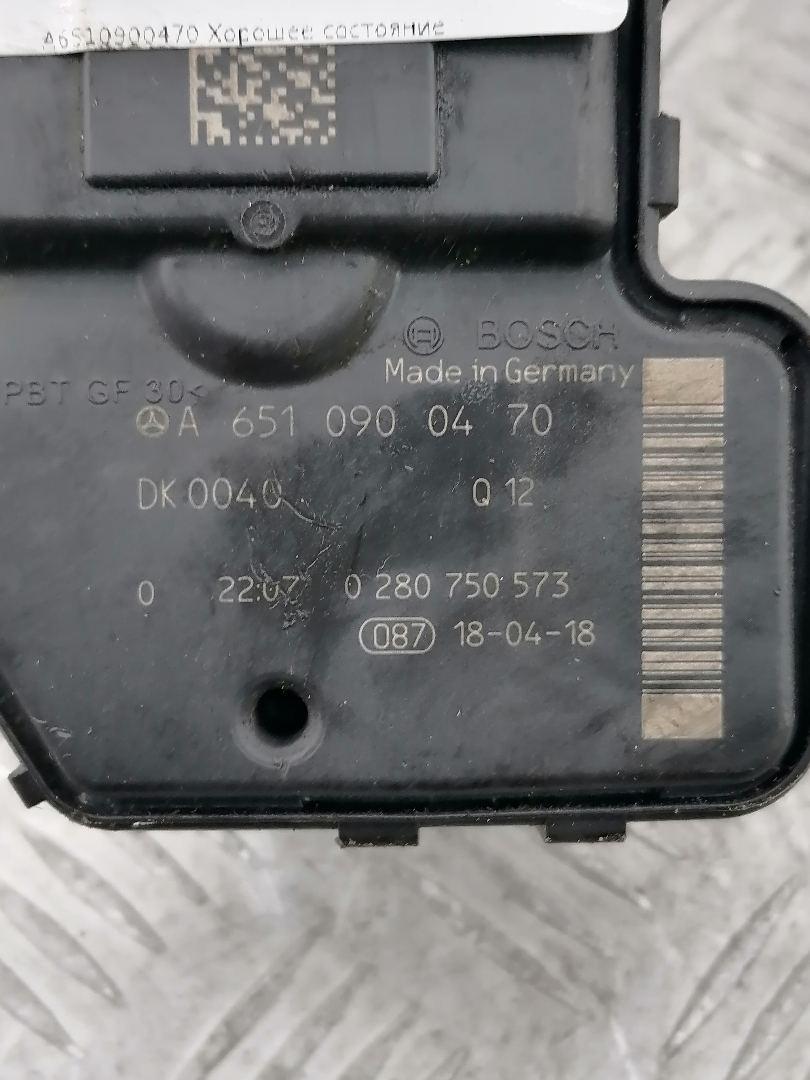 A6510900470 Хорошее состояние
BOSCH
Made in Germany
PBT GF 30<
A 651 090 04 70
DK 0040 Q 12
0 22:07 0 280 750 573
087 18-04-18